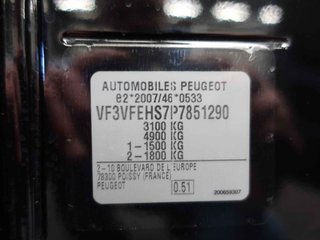 AUTOMOBILES PEUGEOT
e2*2007/46*0533
VF3VFEHS7P7851290
3100 KG
4900 KG
1-1500 KG
2-1800 KG
2-10 BOULEVARD DE L'EUROPE
78300 POISSY (FRANCE)
PEUGEOT
0.51
200659307